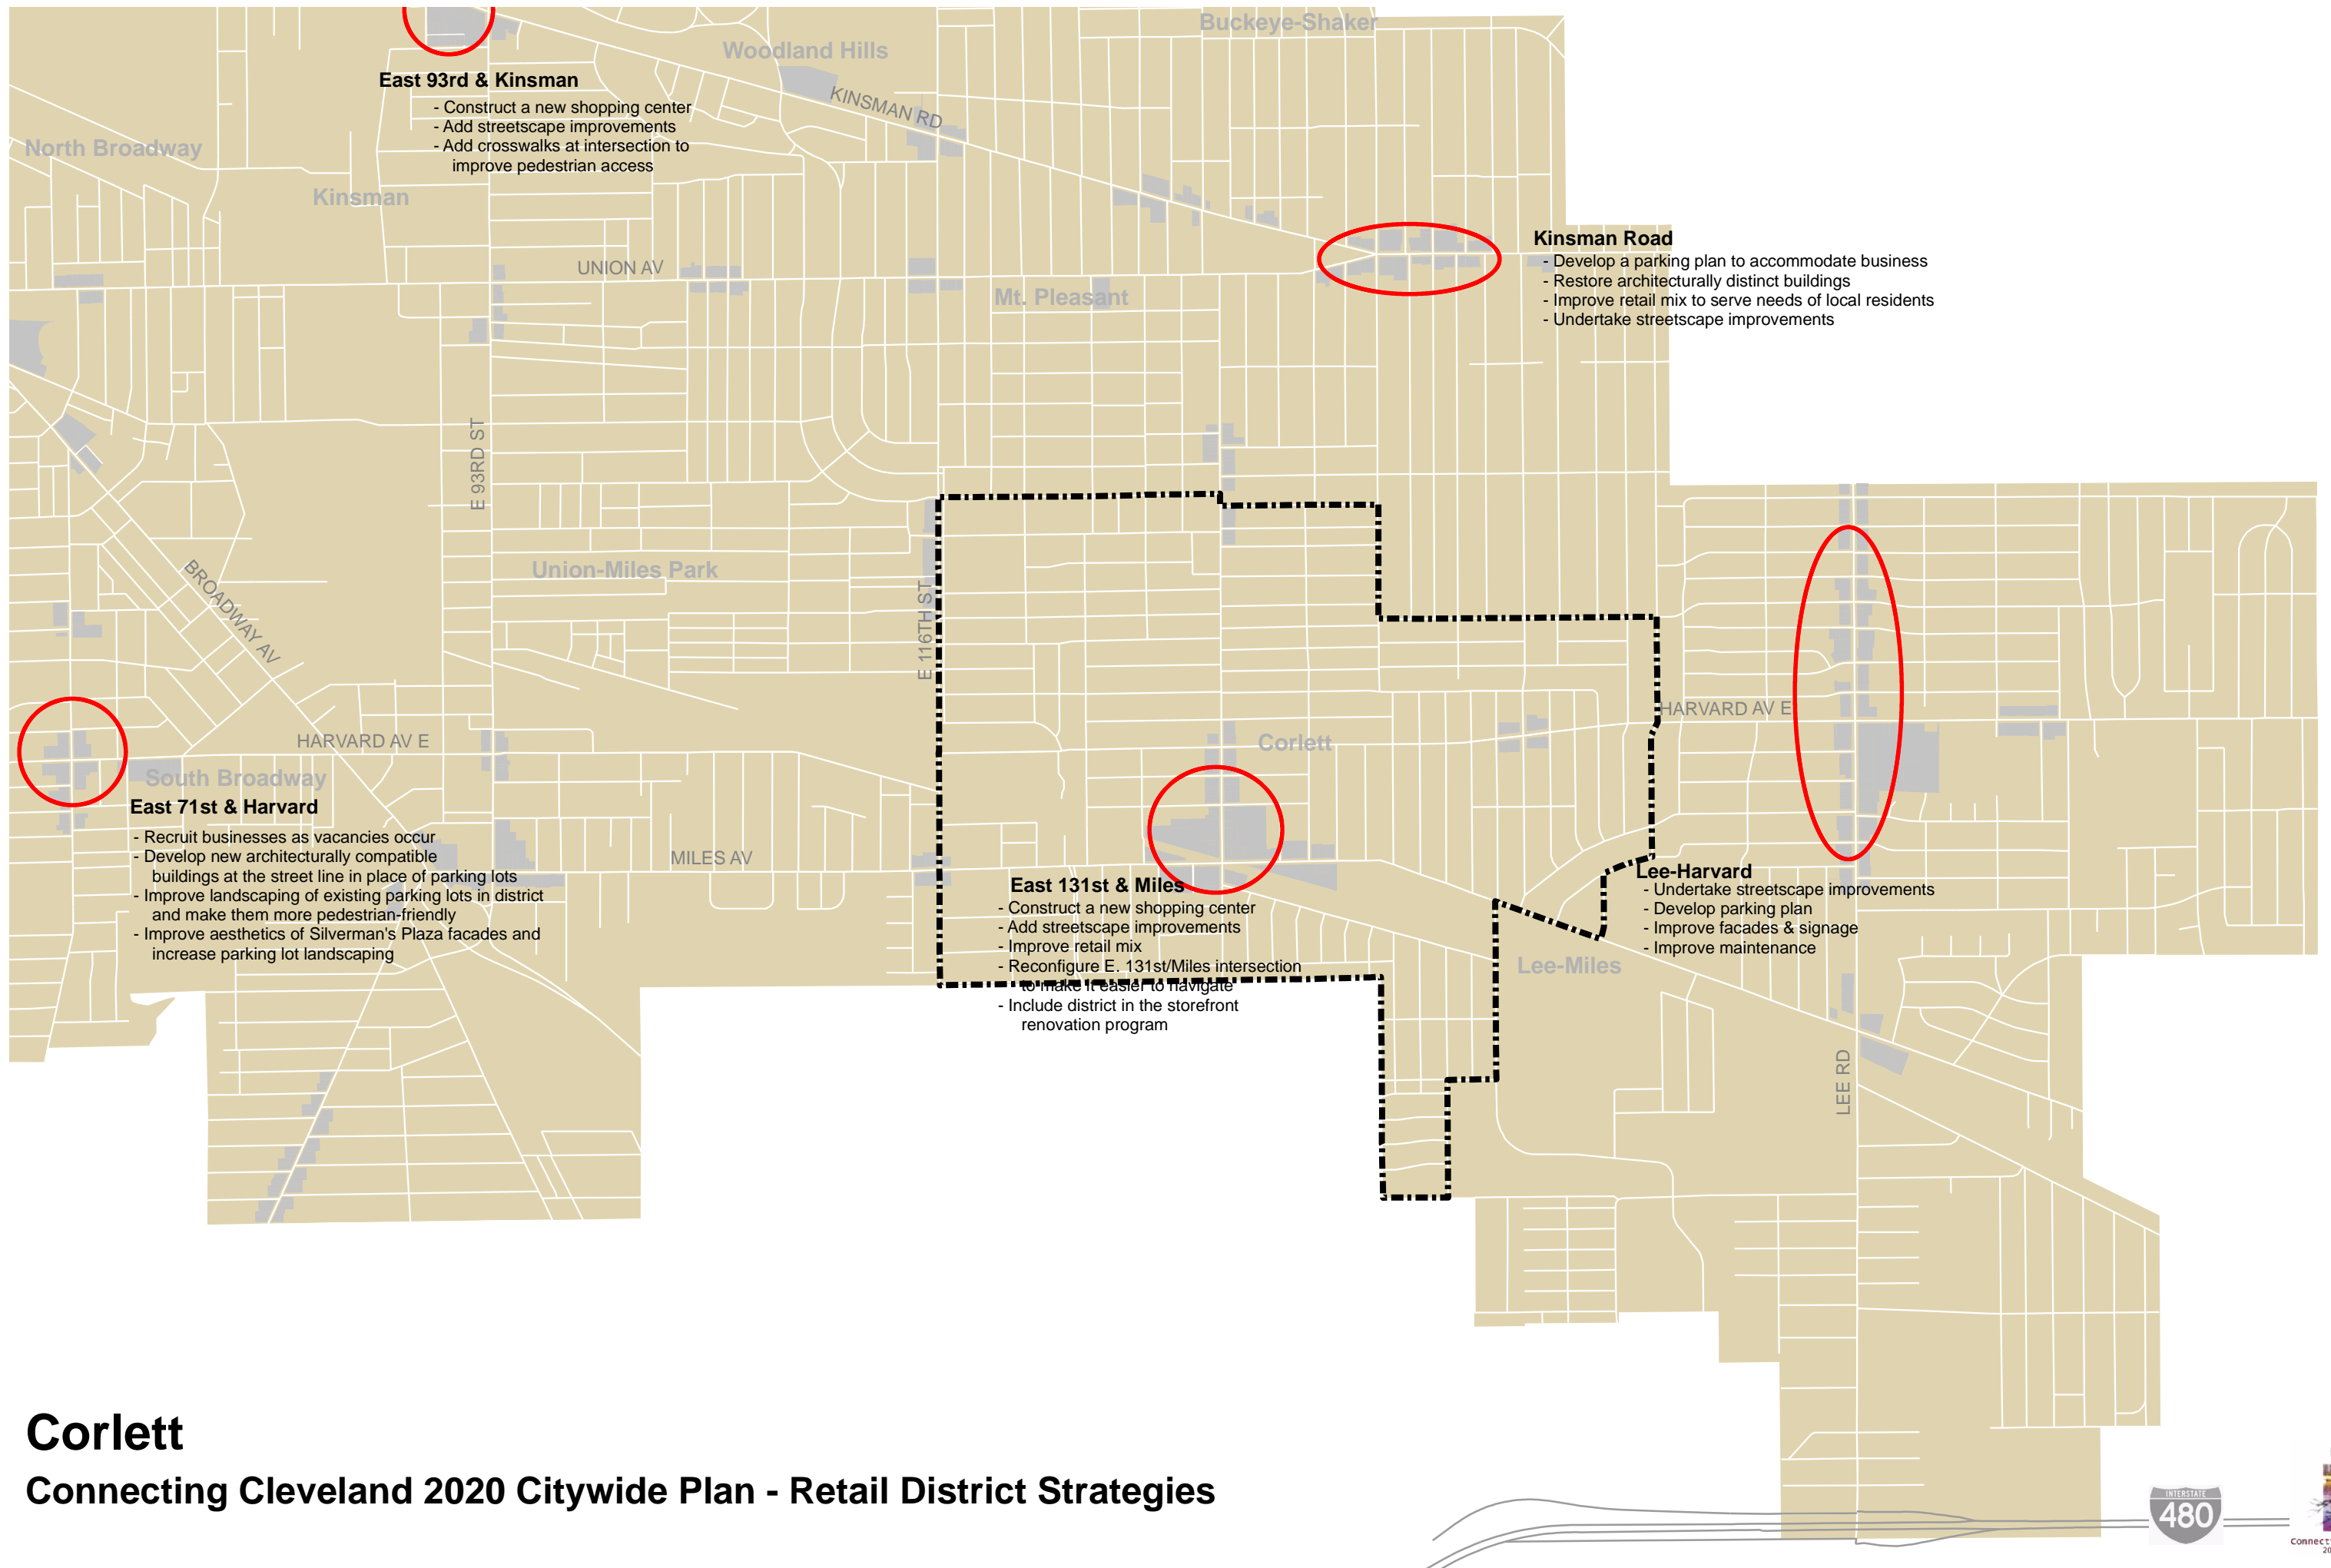 Buckeye-Shaker
Woodland Hills
East 93rd & Kinsman
- Construct a new shopping center
- Add streetscape improvements
- Add crosswalks at intersection to
improve pedestrian access
KINSMAN RD
North Broadway
Kinsman
Kinsman Road
- Develop a parking plan to accommodate business
- Restore architecturally distinct buildings
- Improve retail mix to serve needs of local residents
- Undertake streetscape improvements
UNION AV
Mt. Pleasant
E 93RD ST
Union-Miles Park
BROADWAY AV
E 116TH ST
HARVARD AV E
HARVARD AV E
Corlett
South Broadway
East 71st & Harvard
- Recruit businesses as vacancies occur
- Develop new architecturally compatible
buildings at the street line in place of parking lots
- Improve landscaping of existing parking lots in district
and make them more pedestrian-friendly
- Improve aesthetics of Silverman's Plaza facades and
increase parking lot landscaping
MILES AV
East 131st & Miles
- Construct a new shopping center
- Add streetscape improvements
- Improve retail mix
- Reconfigure E. 131st/Miles intersection
to make it easier to navigate
- Include district in the storefront
renovation program
Lee-Harvard
- Undertake streetscape improvements
- Develop parking plan
- Improve facades & signage
- Improve maintenance
Lee-Miles
LEE RD
Corlett
Connecting Cleveland 2020 Citywide Plan - Retail District Strategies
INTERSTATE
480